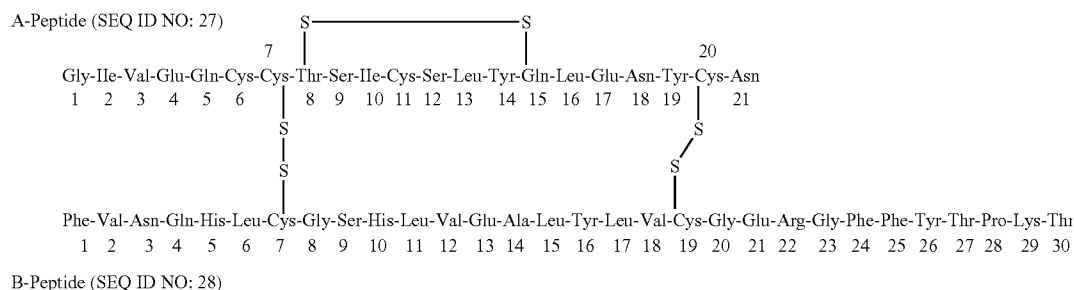 A-Peptide (SEQ ID NO: 27)
S S
7 20
Gly-IIe-Val-Glu-Gln-Cys-Cys-Thr-Ser-IIe-Cys-Ser-Leu-Tyr-Gln-Leu-Glu-Asn-Tyr-Cys-Asn
1 2 3 4 5 6 8 9 10 11 12 13 14 15 16 17 18 19 21
S S
S S
Phe-Val-Asn-Gln-His-Leu-Cys-Gly-Ser-His-Leu-Val-Glu-Ala-Leu-Tyr-Leu-Val-Cys-Gly-Glu-Arg-Gly-Phe-Phe-Tyr-Thr-Pro-Lys-Thr
1 2 3 4 5 6 7 8 9 10 11 12 13 14 15 16 17 18 19 20 21 22 23 24 25 26 27 28 29 30
B-Peptide (SEQ ID NO: 28)